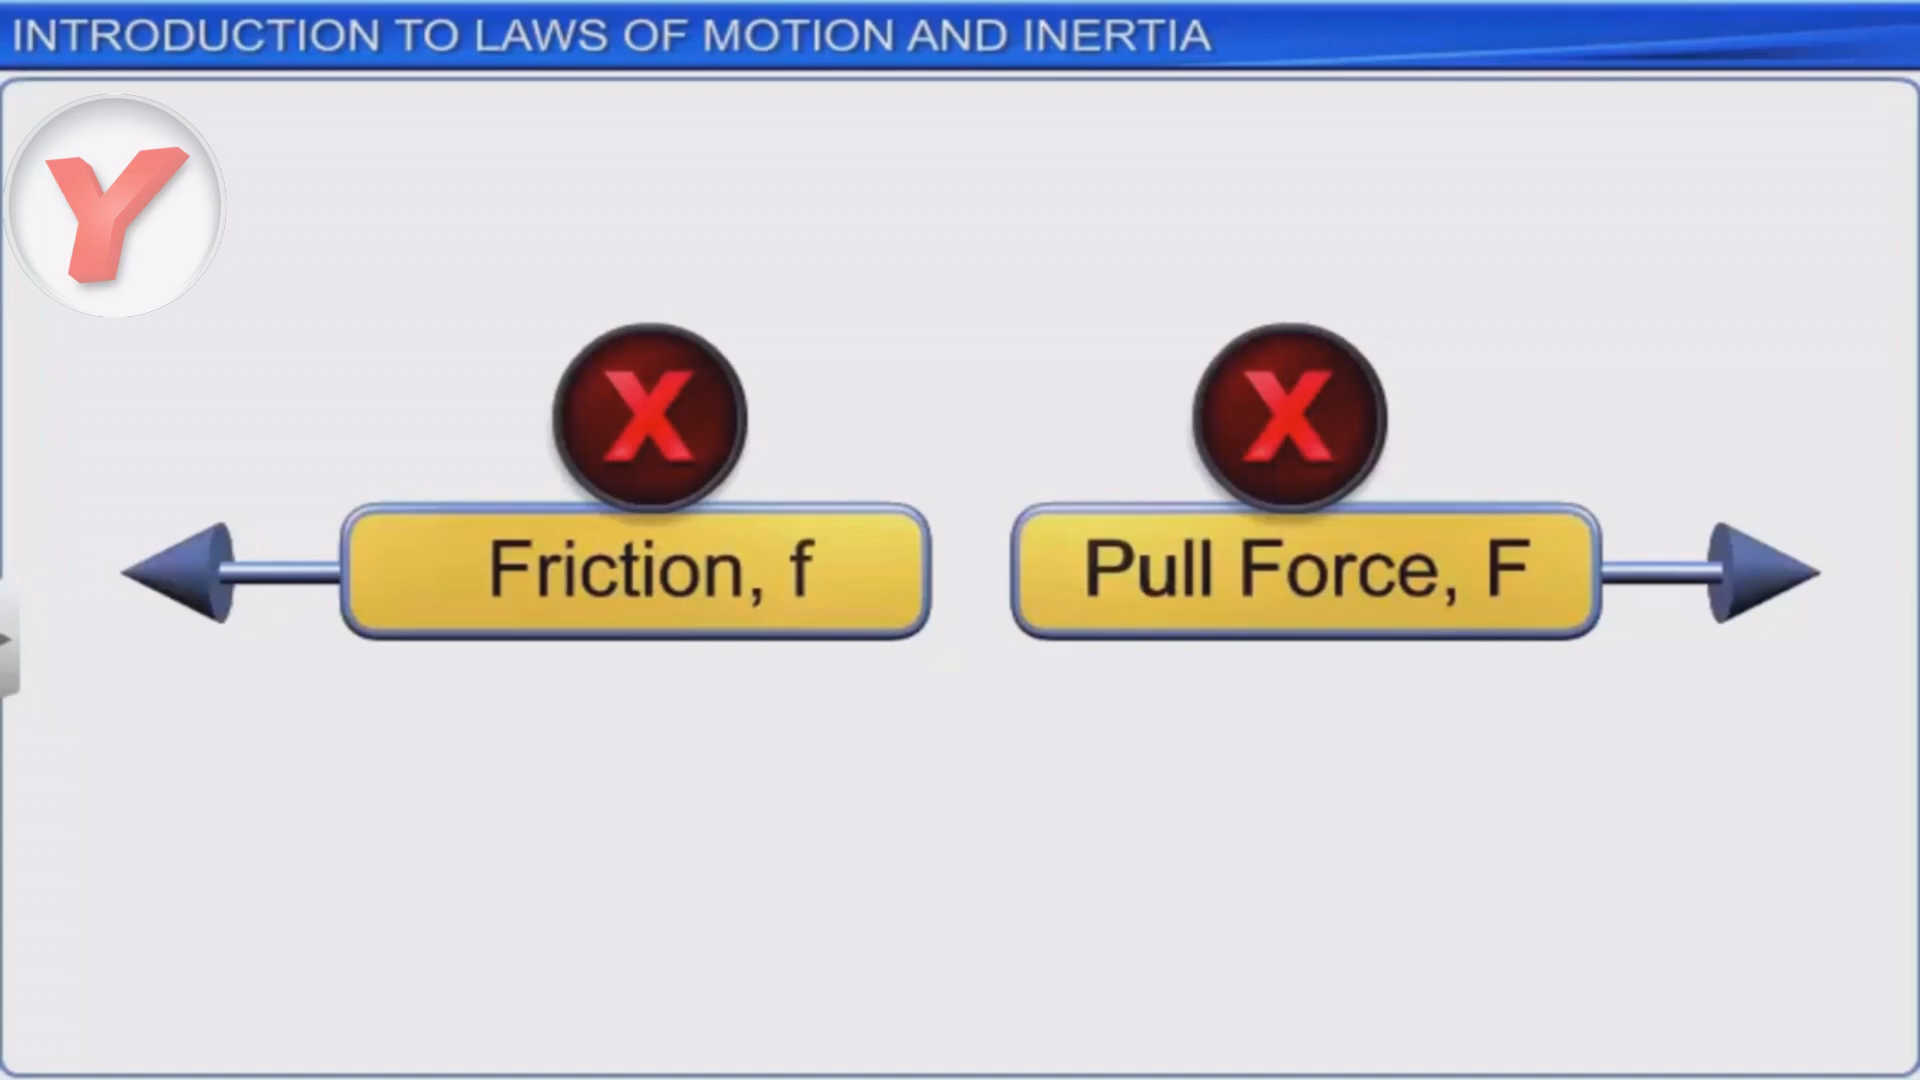 INTRODUCTION TO LAWS OF MOTION AND INERTIA
Y
X X
Friction, f
Pull Force, F